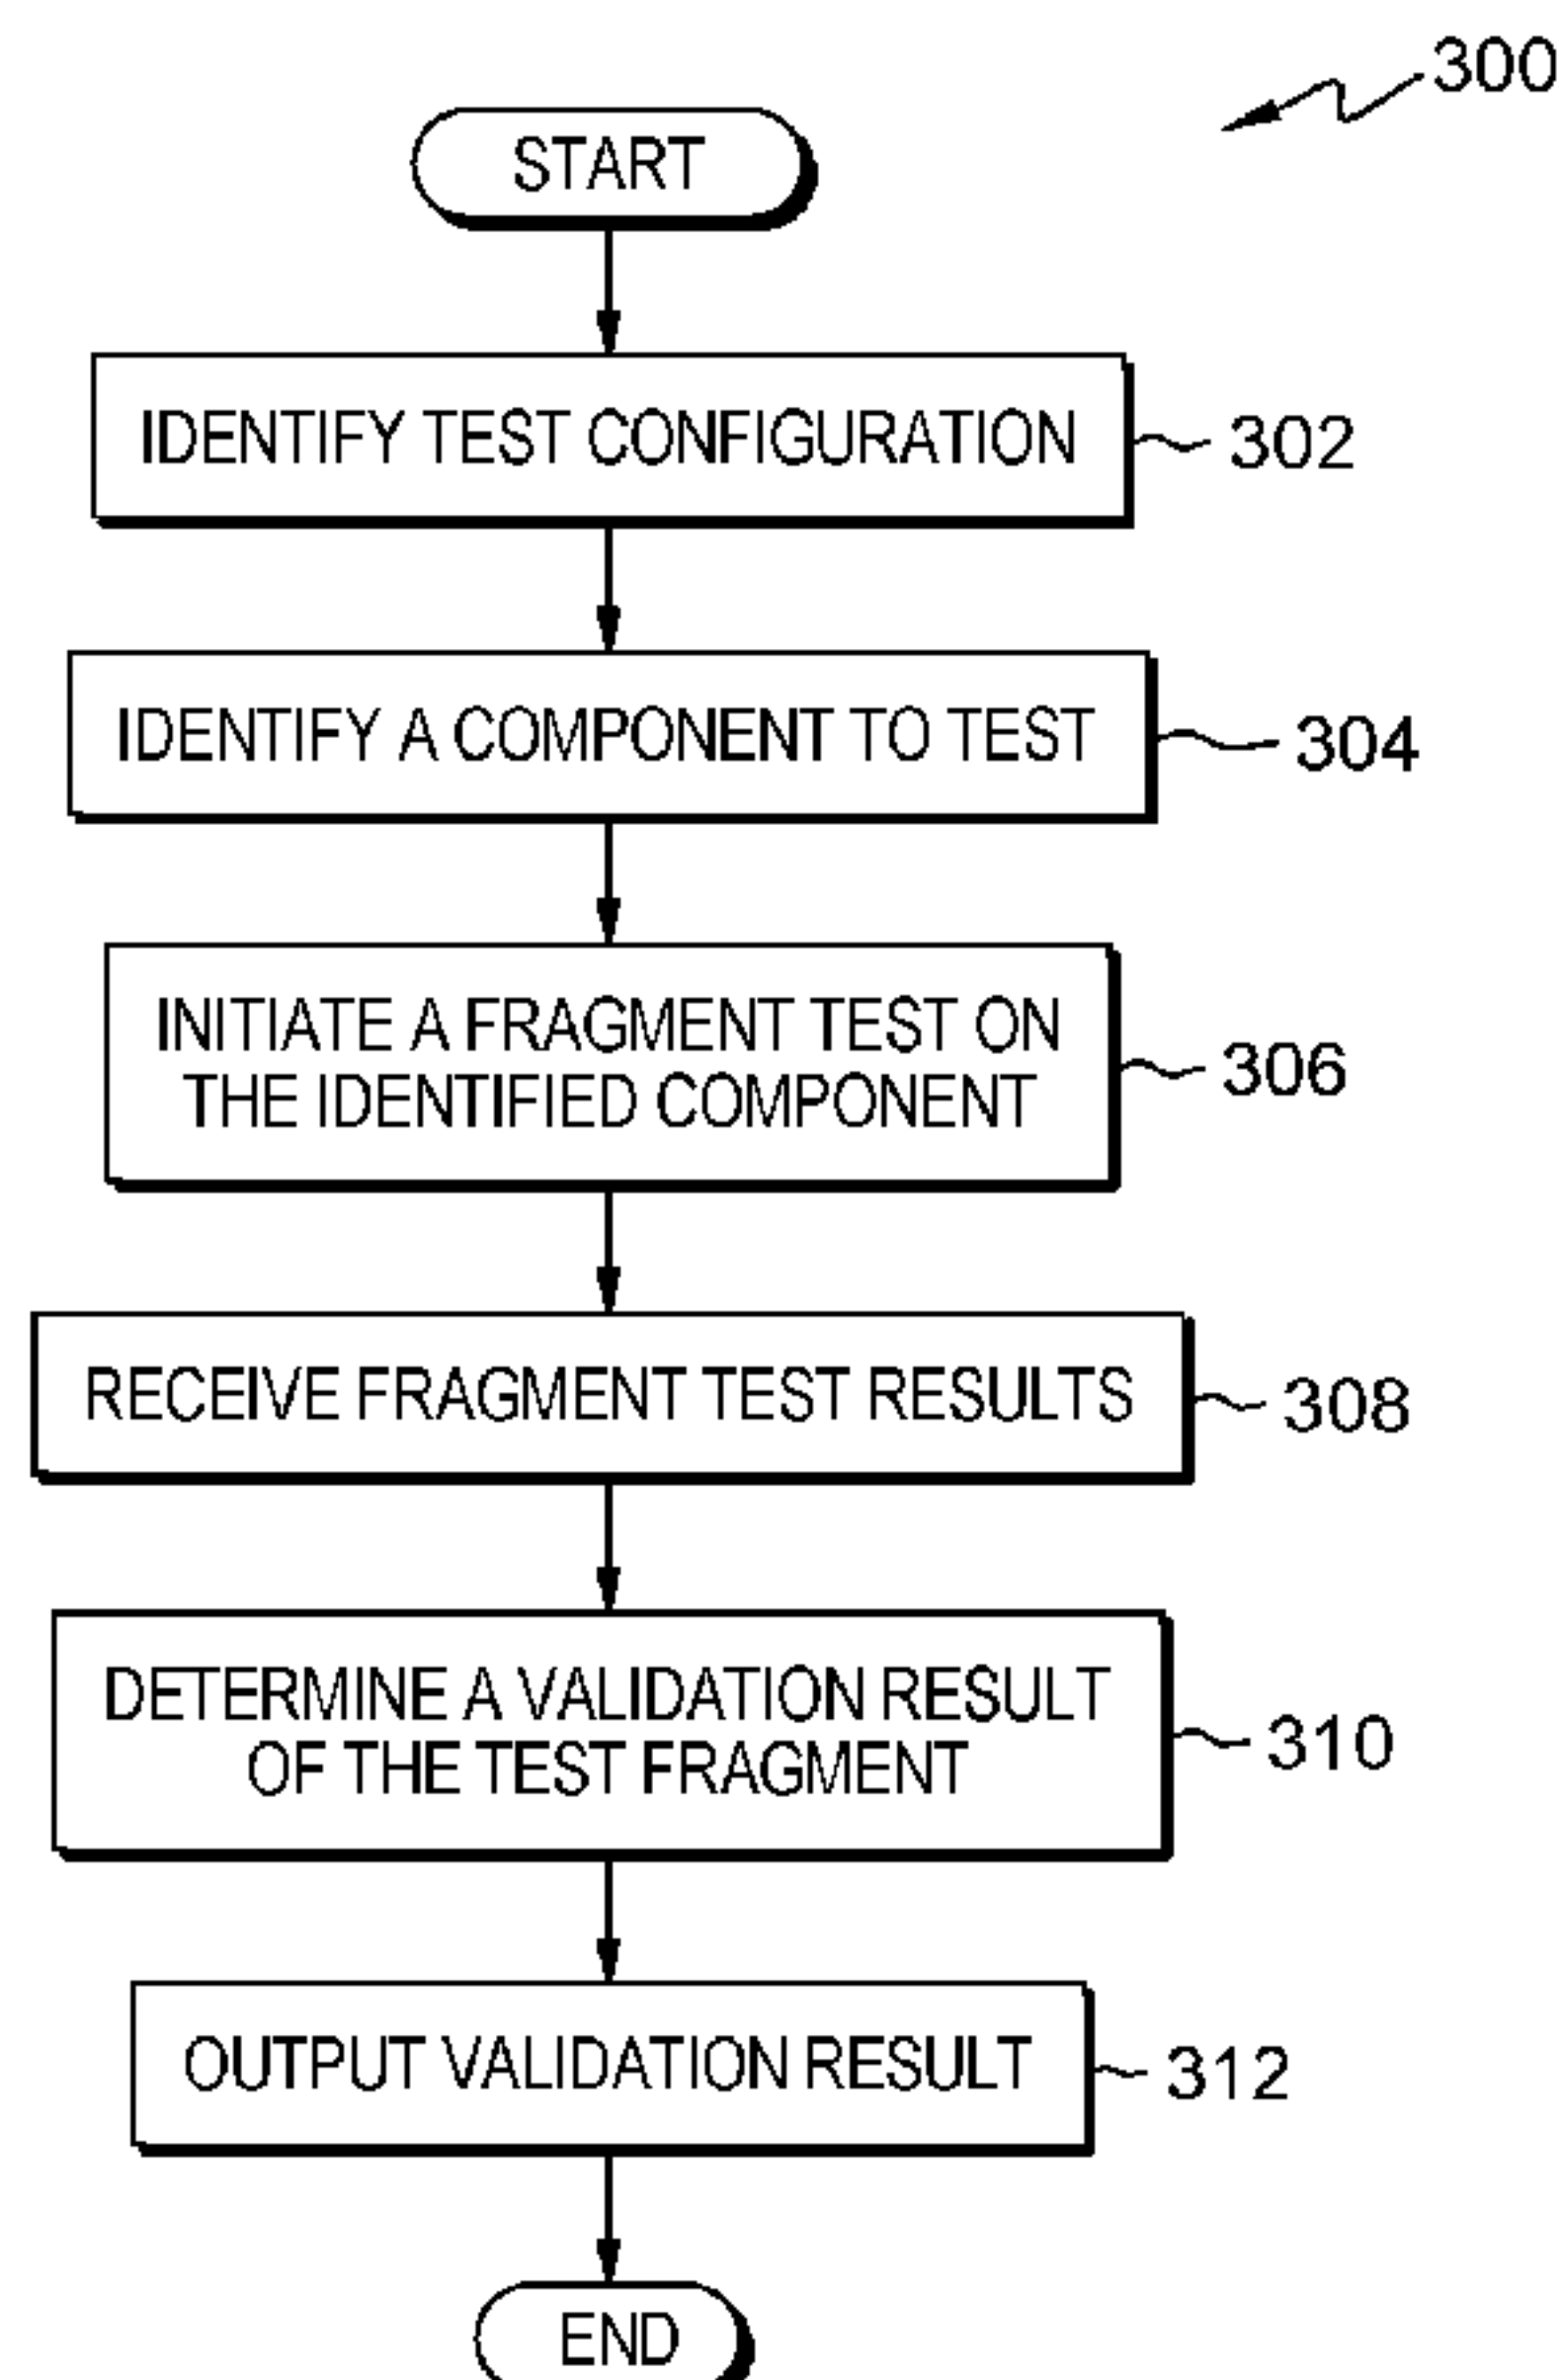 300
START
IDENTIFY TEST CONFIGURATION
302
IDENTIFY A COMPONENT TO TEST
304
INITIATE A FRAGMENT TEST ON
THE IDENTIFIED COMPONENT
306
RECEIVE FRAGMENT TEST RESULTS
308
DETERMINE A VALIDATION RESULT
OF THE TEST FRAGMENT
310
OUTPUT VALIDATION RESULT
312
END